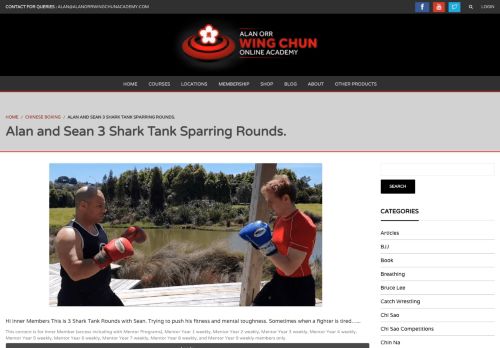 CONTACT FOR QUERIES : ALAN@ALANORRWINGCHUNACADEMY.COM
LOGIN
ALAN ORR
WING CHUN
ONLINE ACADEMY
HOME COURSES LOCATIONS MEMBERSHIP SHOP BLOG ABOUT OTHER PRODUCTS
HOME / CHINESE BOXING / ALAN AND SEAN 3 SHARK TANK SPARRING ROUNDS.
Alan and Sean 3 Shark Tank Sparring Rounds.
SEARCH
CATEGORIES
Articles
BJJ
Book
Breathing
Bruce Lee
Catch Wrestling
Chi Sao
Chi Sao Competitions
Chin Na
Hi Inner Members This is 3 Shark Tank Rounds with Sean. Trying to push his fitness and mental toughness. Sometimes when a fighter is tired……
This content is for Inner Member (access including with Mentor Programs), Mentor Year 1 weekly, Mentor Year 2 weekly, Mentor Year 3 weekly, Mentor Year 4 weekly,
Mentor Year 5 weekly, Mentor Year 6 weekly, Mentor Year 7 weekly, Mentor Year 8 weekly, and Mentor Year 9 weekly members only.